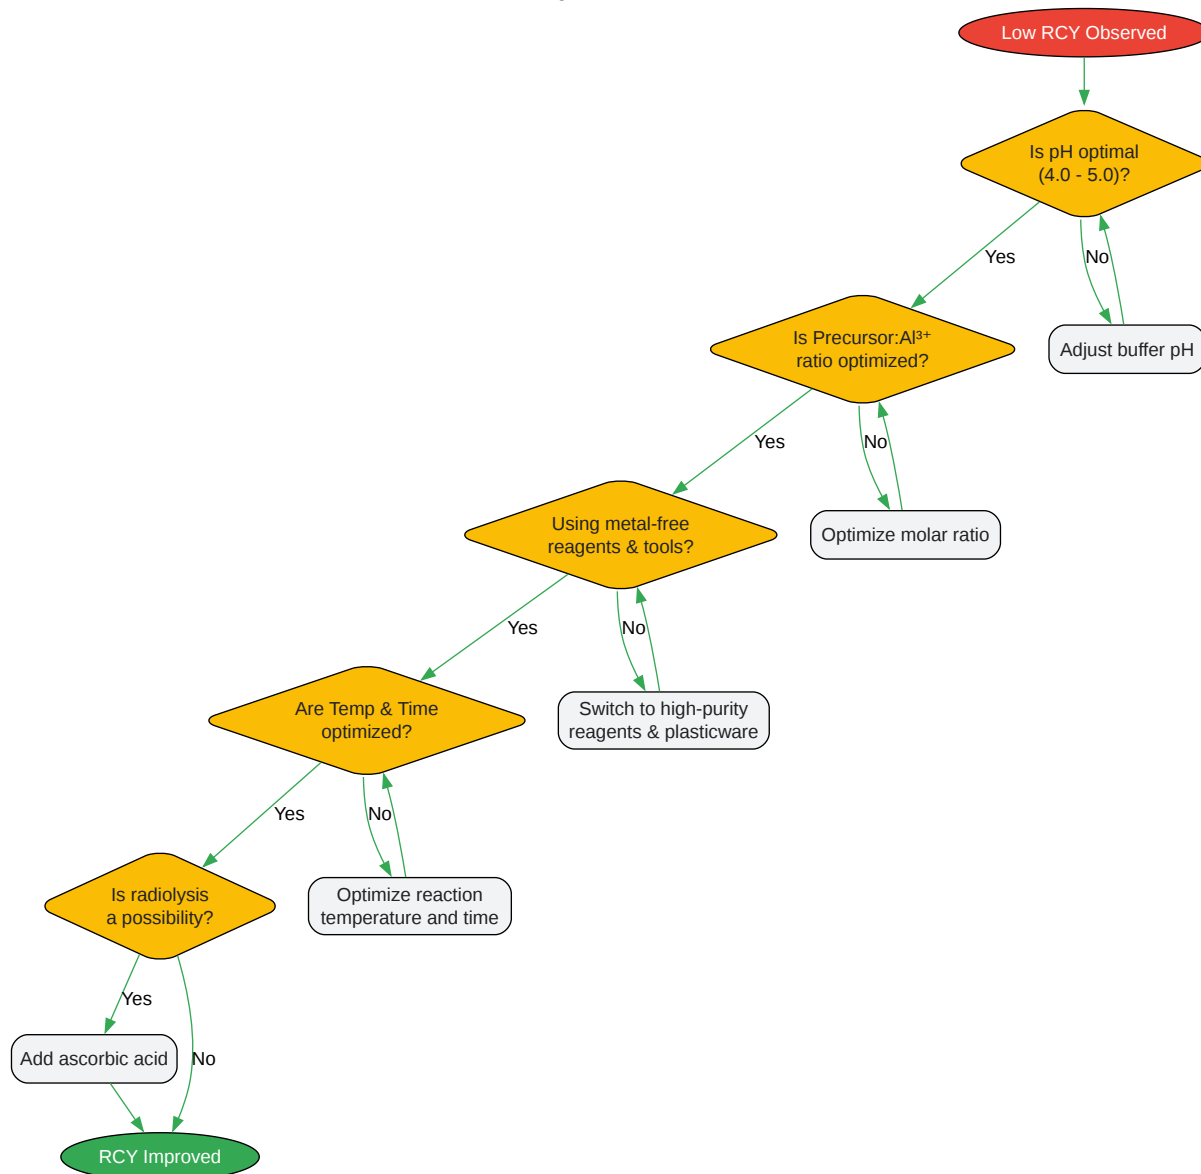 Low RCY Observed
Is pH optimal
(4.0 - 5.0)?
Yes
No
Adjust buffer pH
Is Precursor:Al³⁺
ratio optimized?
Yes
No
Optimize molar ratio
Using metal-free
reagents & tools?
Yes
No
Switch to high-purity
reagents & plasticware
Are Temp & Time
optimized?
Yes
No
Optimize reaction
temperature and time
Is radiolysis
a possibility?
Yes
No
Add ascorbic acid
RCY Improved